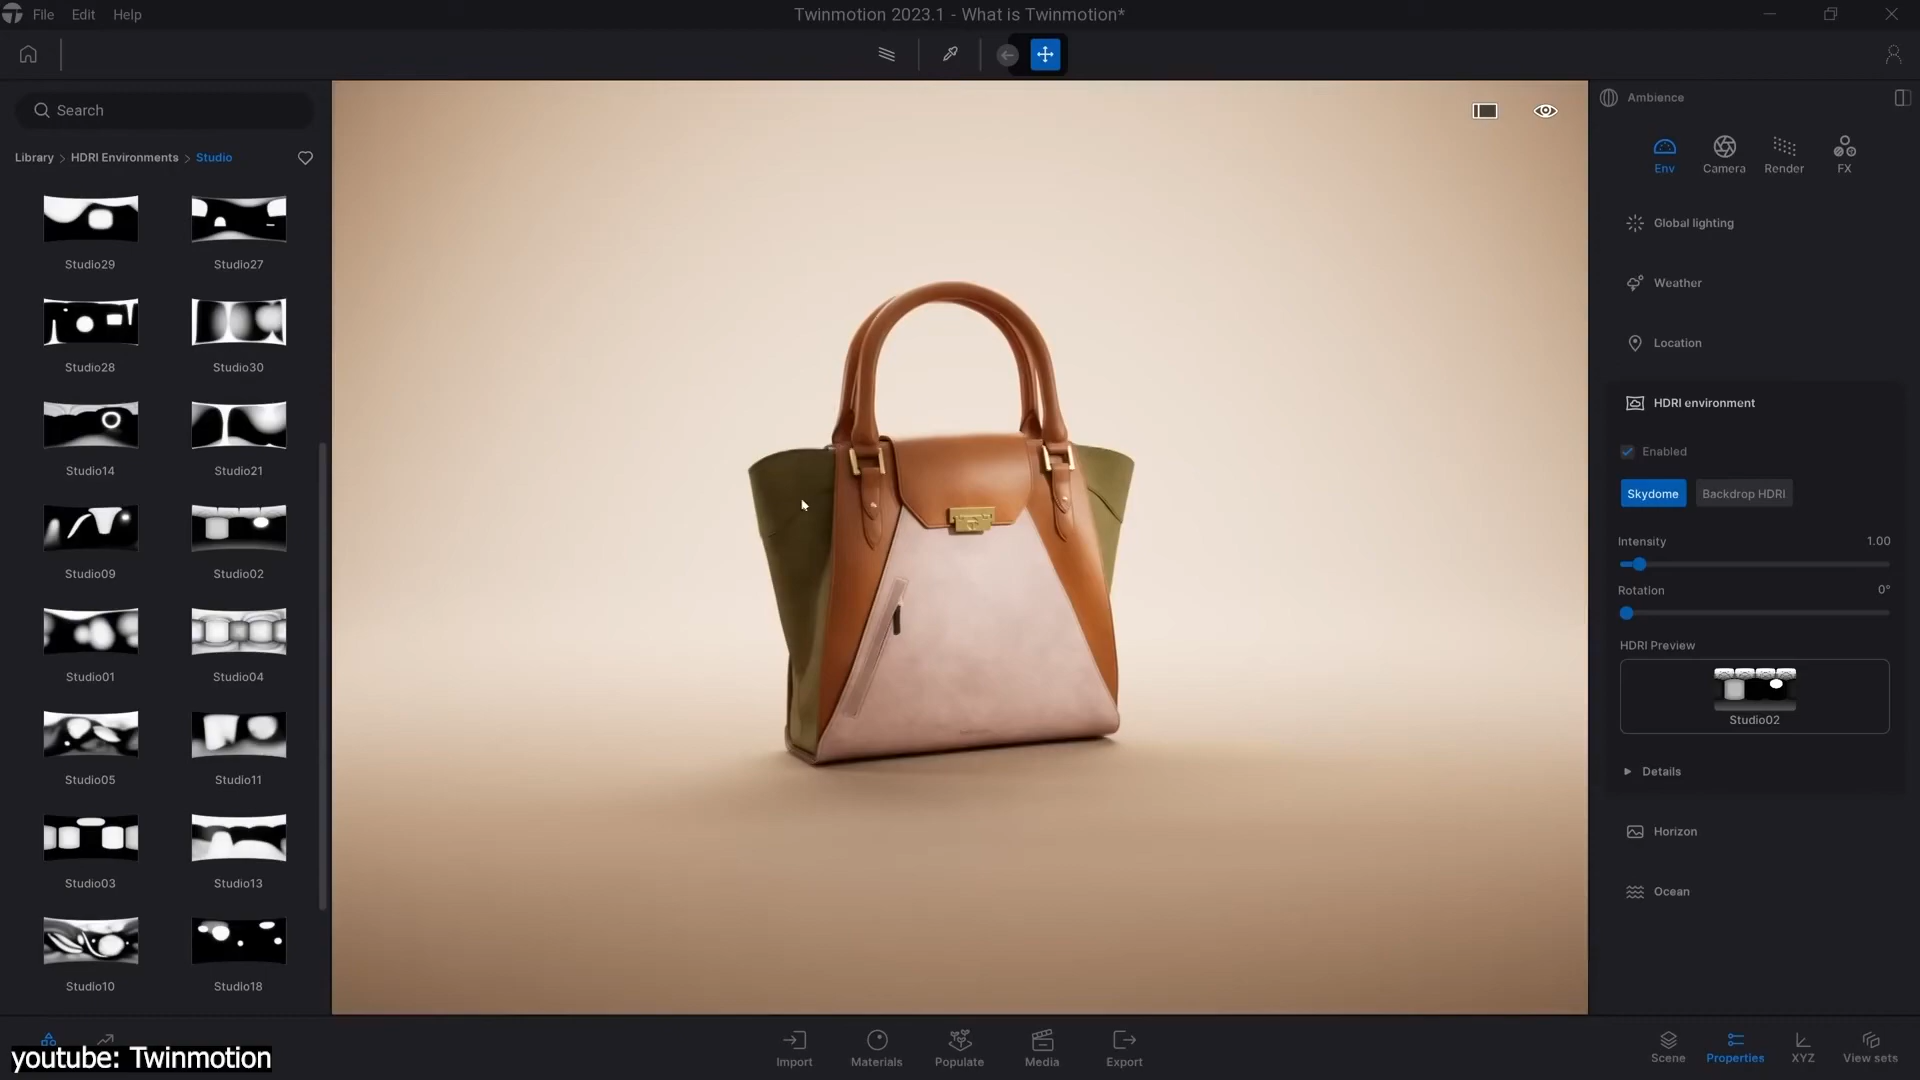 File Edit Help
Twinmotion 2023.1 - What is Twinmotion*
Search
Library > HDRI Environments > Studio
Studio29 Studio27
Studio28 Studio30
Studio14 Studio21
Studio09 Studio02
Studio01 Studio04
Studio05 Studio11
Studio03 Studio13
Studio10 Studio18
Ambience
Env Camera Render FX
Global lighting
Weather
Location
HDRI environment
Enabled
Skydome Backdrop HDRI
Intensity 1.00
Rotation 0°
HDRI Preview
Studio02
Details
Horizon
Ocean
Import Materials Populate Media Export
Scene Properties XYZ View sets
youtube: Twinmotion